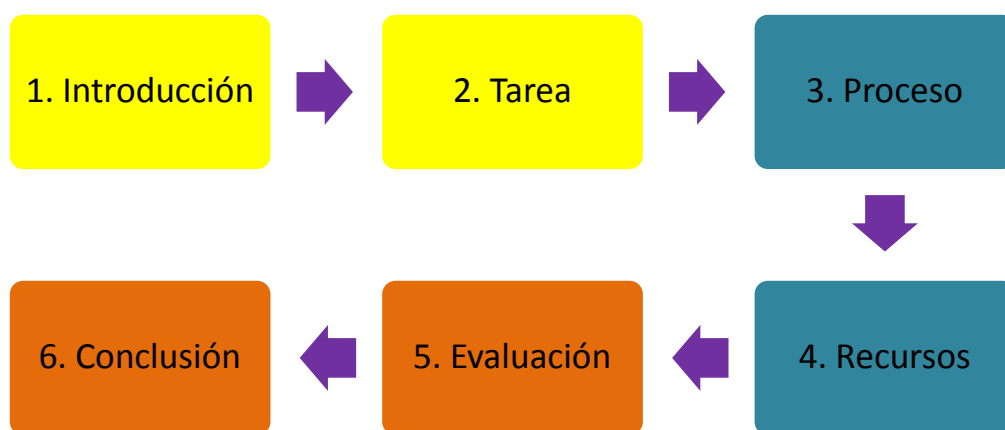 1. Introducción
2. Tarea
3. Proceso
4. Recursos
5. Evaluación
6. Conclusión